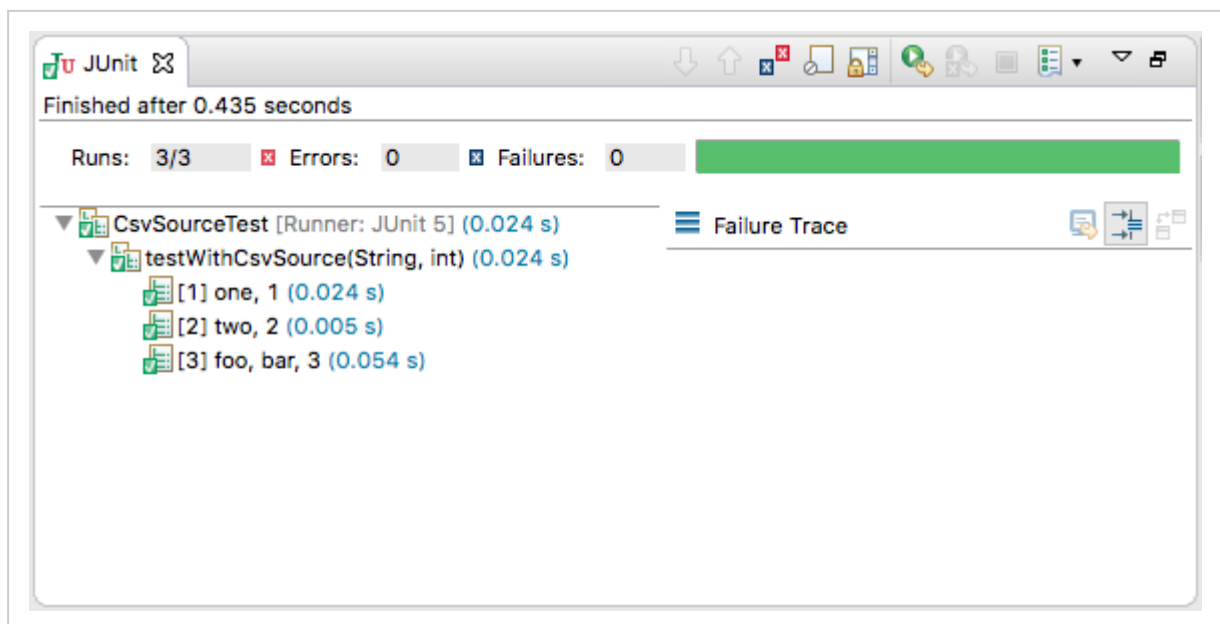 JUnit
Finished after 0.435 seconds
Runs: 3/3 Errors: 0 Failures: 0
CsvSourceTest [Runner: JUnit 5] (0.024 s)
Failure Trace
testWithCsvSource(String, int) (0.024 s)
[1] one, 1 (0.024 s)
[2] two, 2 (0.005 s)
[3] foo, bar, 3 (0.054 s)